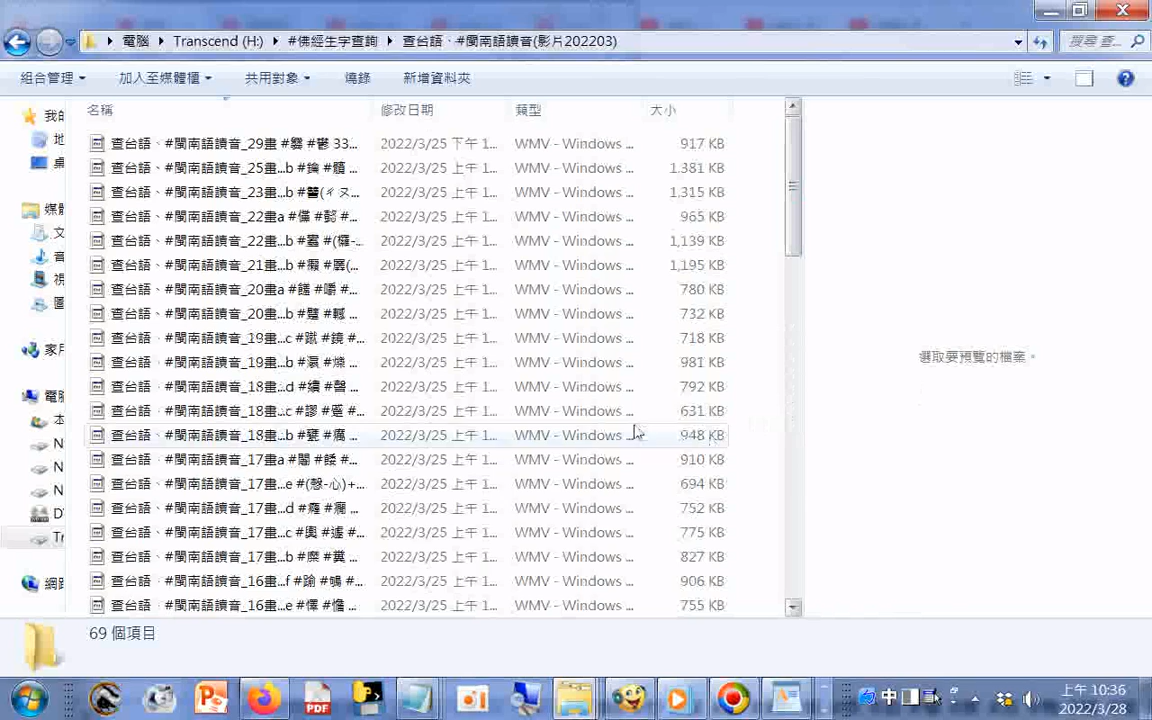 電腦 Transcend (H:) #佛經生字查詢 查台語、#閩南語讀音(影片202203) 搜尋 查...
組合管理 加入至媒體櫃 共用對象 燒錄 新增資料夾
名稱 修改日期 類型 大小
查台語、#閩南語讀音_29畫 2022/3/25 下午 1... WMV - Windows ... 917 KB
查台語、#閩南語讀音_25畫...b 2022/3/25 上午 1... WMV - Windows ... 1,381 KB
查台語、#閩南語讀音_23畫...b 2022/3/25 上午 1... WMV - Windows ... 1,315 KB
查台語、#閩南語讀音_22畫a 2022/3/25 上午 1... WMV - Windows ... 965 KB
查台語、#閩南語讀音_22畫...b 2022/3/25 上午 1... WMV - Windows ... 1,139 KB
查台語、#閩南語讀音_21畫...b 2022/3/25 上午 1... WMV - Windows ... 1,195 KB
查台語、#閩南語讀音_20畫a 2022/3/25 上午 1... WMV - Windows ... 780 KB
查台語、#閩南語讀音_20畫...b 2022/3/25 上午 1... WMV - Windows ... 732 KB
查台語、#閩南語讀音_19畫...c #蹴 #鏡 #... 2022/3/25 上午 1... WMV - Windows ... 718 KB
查台語、#閩南語讀音_19畫...b 2022/3/25 上午 1... WMV - Windows ... 981 KB
查台語、#閩南語讀音_18畫...d 2022/3/25 上午 1... WMV - Windows ... 792 KB
查台語、#閩南語讀音_18畫...c 2022/3/25 上午 1... WMV - Windows ... 631 KB
查台語、#閩南語讀音_18畫...b 2022/3/25 上午 1... WMV - Windows ... 948 KB
查台語、#閩南語讀音_17畫a 2022/3/25 上午 1... WMV - Windows ... 910 KB
查台語、#閩南語讀音_17畫...e 2022/3/25 上午 1... WMV - Windows ... 694 KB
查台語、#閩南語讀音_17畫...d 2022/3/25 上午 1... WMV - Windows ... 752 KB
查台語、#閩南語讀音_17畫...c 2022/3/25 上午 1... WMV - Windows ... 775 KB
查台語、#閩南語讀音_17畫...b #糜 #糞 ... 2022/3/25 上午 1... WMV - Windows ... 827 KB
查台語、#閩南語讀音_16畫...f 2022/3/25 上午 1... WMV - Windows ... 906 KB
查台語、#閩南語讀音_16畫...e 2022/3/25 上午 1... WMV - Windows ... 755 KB
選取要預覽的檔案。
69 個項目
中
上午 10:36
2022/3/28